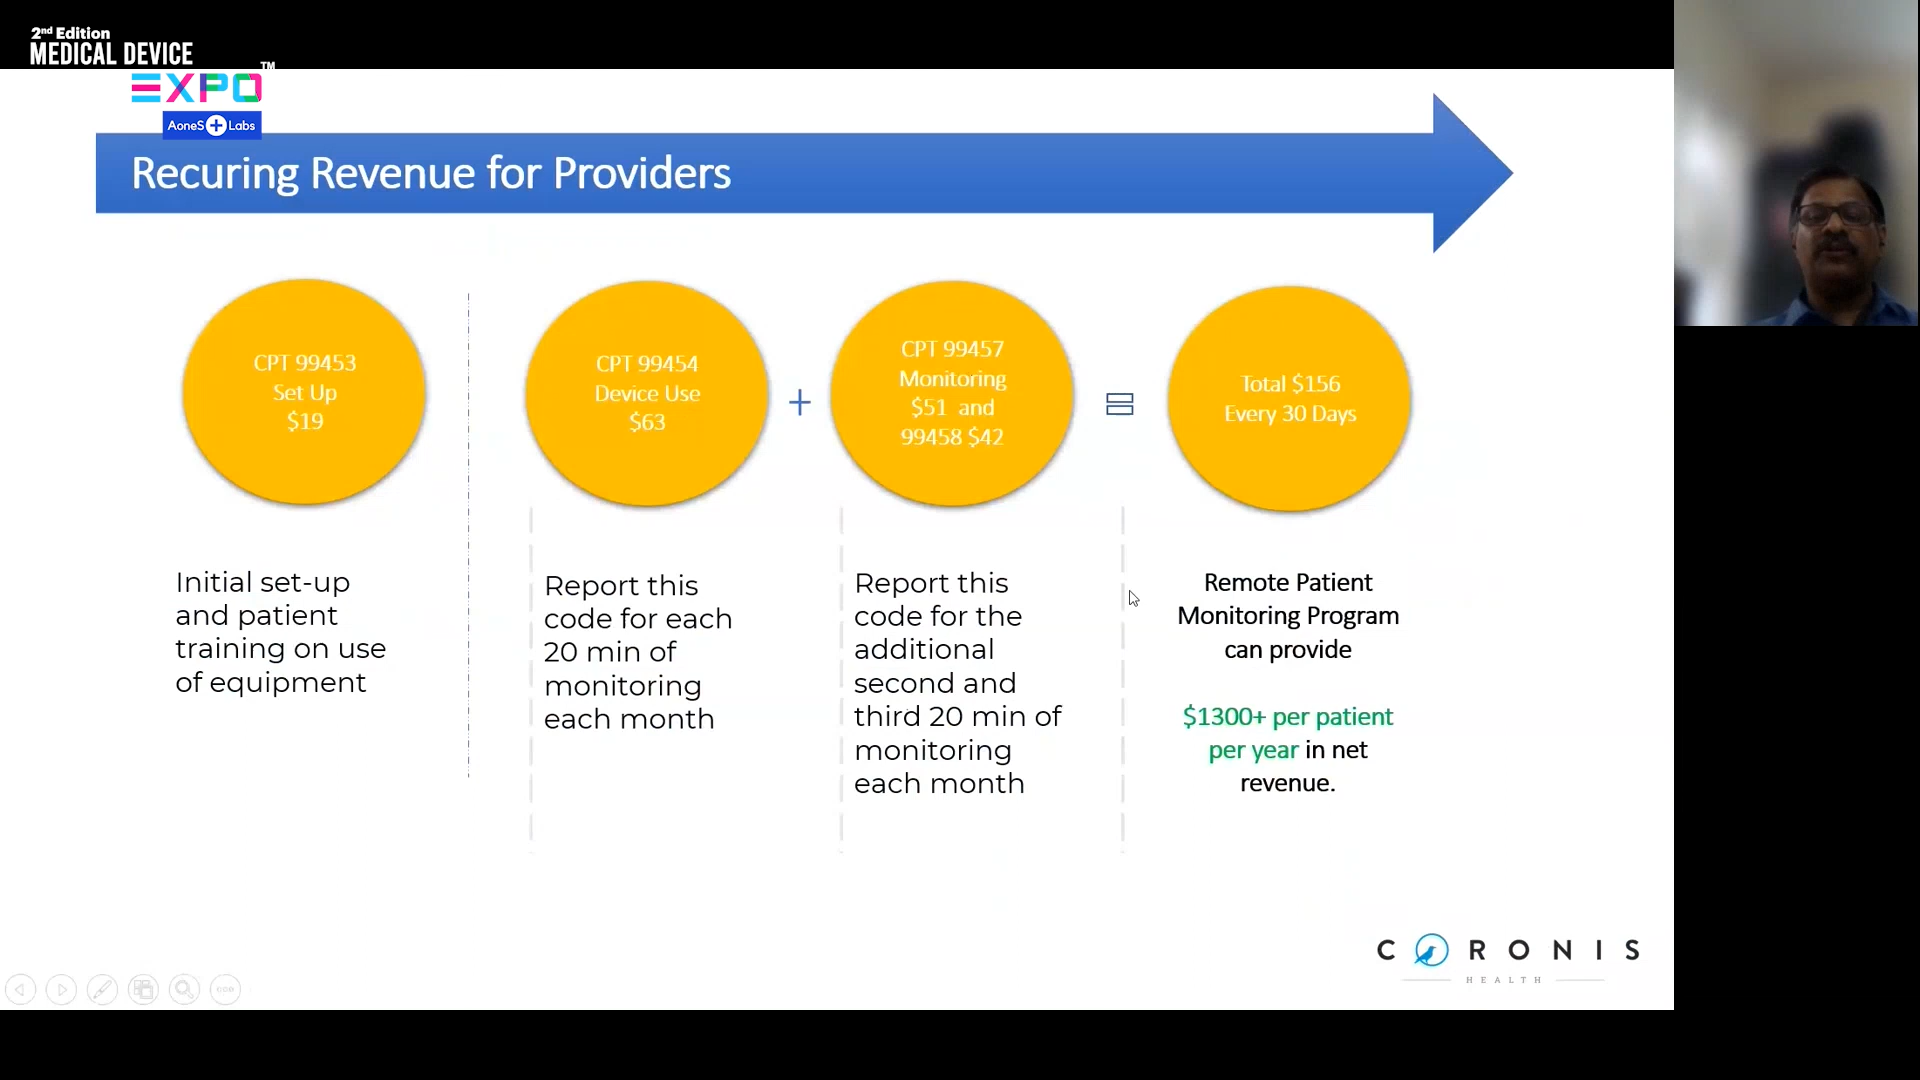 2nd Edition
MEDICAL DEVICE
EXPO TM
AoneS + Labs
Recuring Revenue for Providers
CPT 99453
Set Up
$19
CPT 99454
Device Use
$63
+
CPT 99457
Monitoring
$51 and
99458 $42
=
Total $156
Every 30 Days
Initial set-up
and patient
training on use
of equipment
Report this
code for each
20 min of
monitoring
each month
Report this
code for the
additional
second and
third 20 min of
monitoring
each month
Remote Patient
Monitoring Program
can provide
$1300+ per patient
per year in net
revenue.
CORONIS
HEALTH